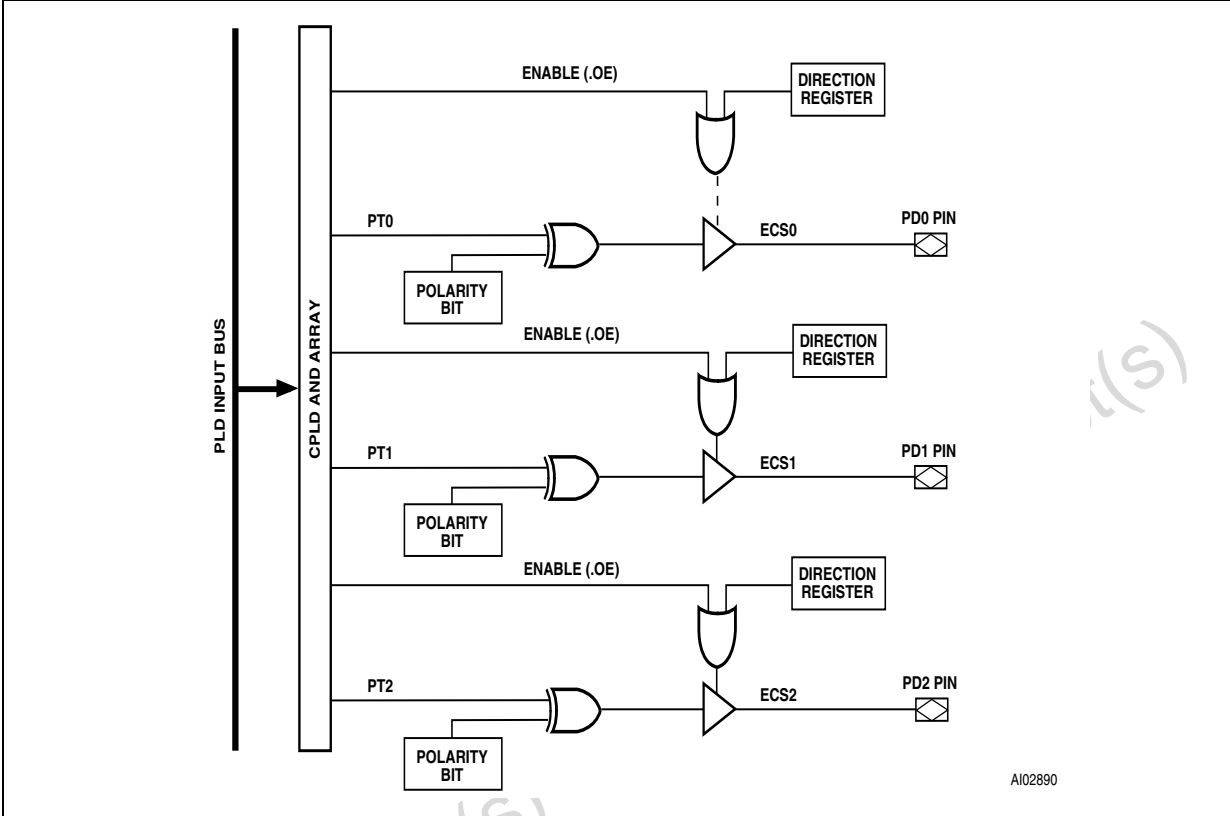 ENABLE (.OE)
DIRECTION
REGISTER
PT0
ECS0
PD0 PIN
POLARITY
BIT
ENABLE (.OE)
DIRECTION
REGISTER
PLD INPUT BUS
CPLD AND ARRAY
PT1
ECS1
PD1 PIN
POLARITY
BIT
ENABLE (.OE)
DIRECTION
REGISTER
PT2
ECS2
PD2 PIN
POLARITY
BIT
AI02890